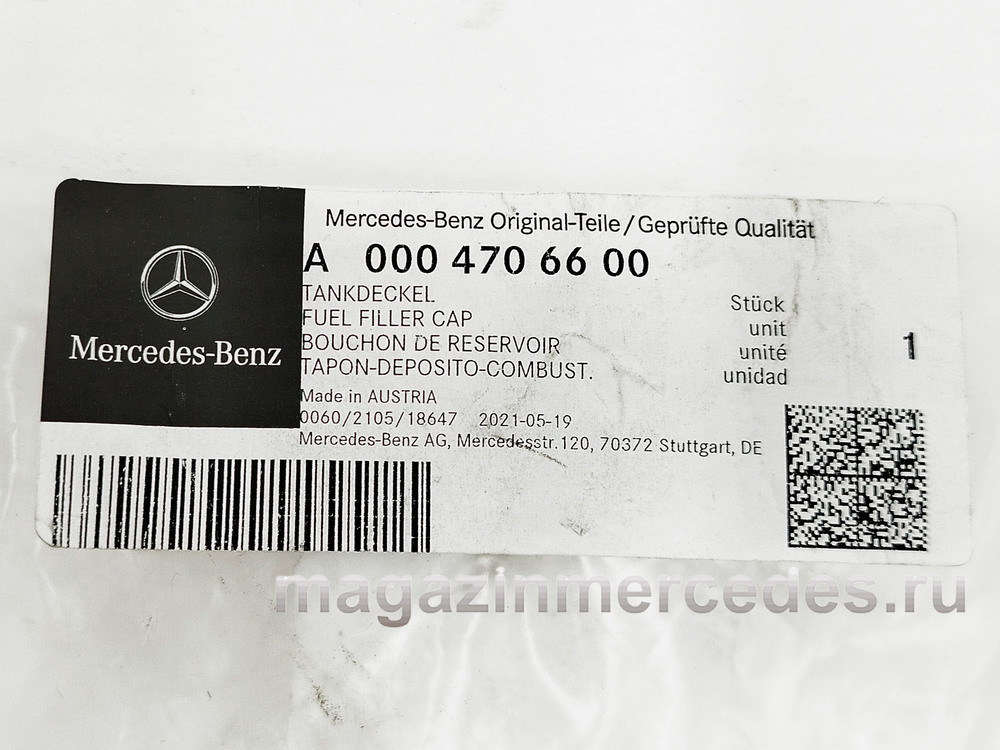 Mercedes-Benz
Mercedes-Benz Original-Teile/Geprüfte Qualität
A 000 470 66 00
TANKDECKEL
FUEL FILLER CAP
BOUCHON DE RESERVOIR
TAPON-DEPOSITO-COMBUST.
Stück
unit
unité
unidad
1
Made in AUSTRIA
0060/2105/18647 2021-05-19
Mercedes-Benz AG, Mercedesstr.120, 70372 Stuttgart, DE
magazinmercedes.ru